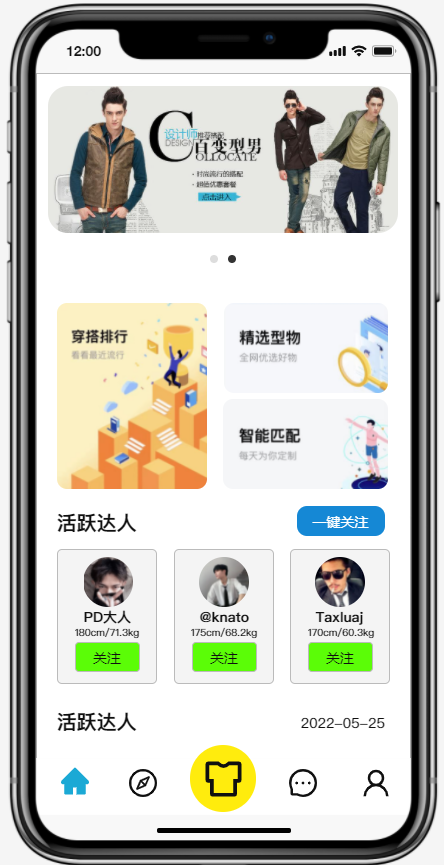 12:00
C
设计师
推荐搭配
DESIGN
百变型男
OLLOCATE
· 时尚流行的搭配
· 超值优惠套餐
点击进入
穿搭排行
看看最近流行
精选型物
全网优选好物
智能匹配
每天为你定制
活跃达人
一键关注
PD大人
@knato
Taxluaj
180cm/71.3kg
175cm/68.2kg
170cm/60.3kg
关注
关注
关注
活跃达人
2022-05-25